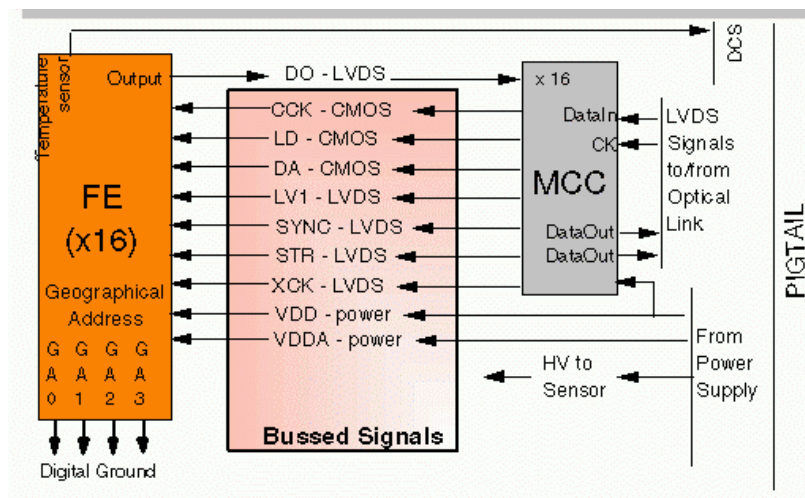 Temperature
sensor
Output
FE
(x16)
Geographical
Address
G G G G
A A A A
0 1 2 3
Digital Ground
DO - LVDS
CCK - CMOS
LD - CMOS
DA - CMOS
LV1 - LVDS
SYNC - LVDS
STR - LVDS
XCK - LVDS
VDD - power
VDDA - power
Bussed Signals
x 16
DataIn
CK
MCC
DataOut
DataOut
HV to
Sensor
DCS
LVDS
Signals
to/from
Optical
Link
From
Power
Supply
PIGTAIL